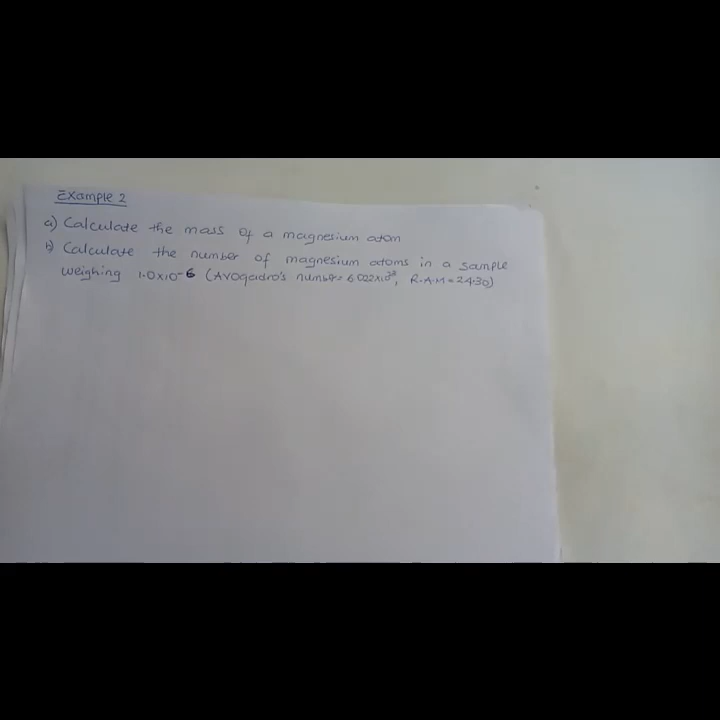 Example 2
a) Calculate the mass of a magnesium atom
b) Calculate the number of magnesium atoms in a sample
weighing 1.0x10-6 (Avogadro's number= 6.022x10²³, R.A.M = 24.30)